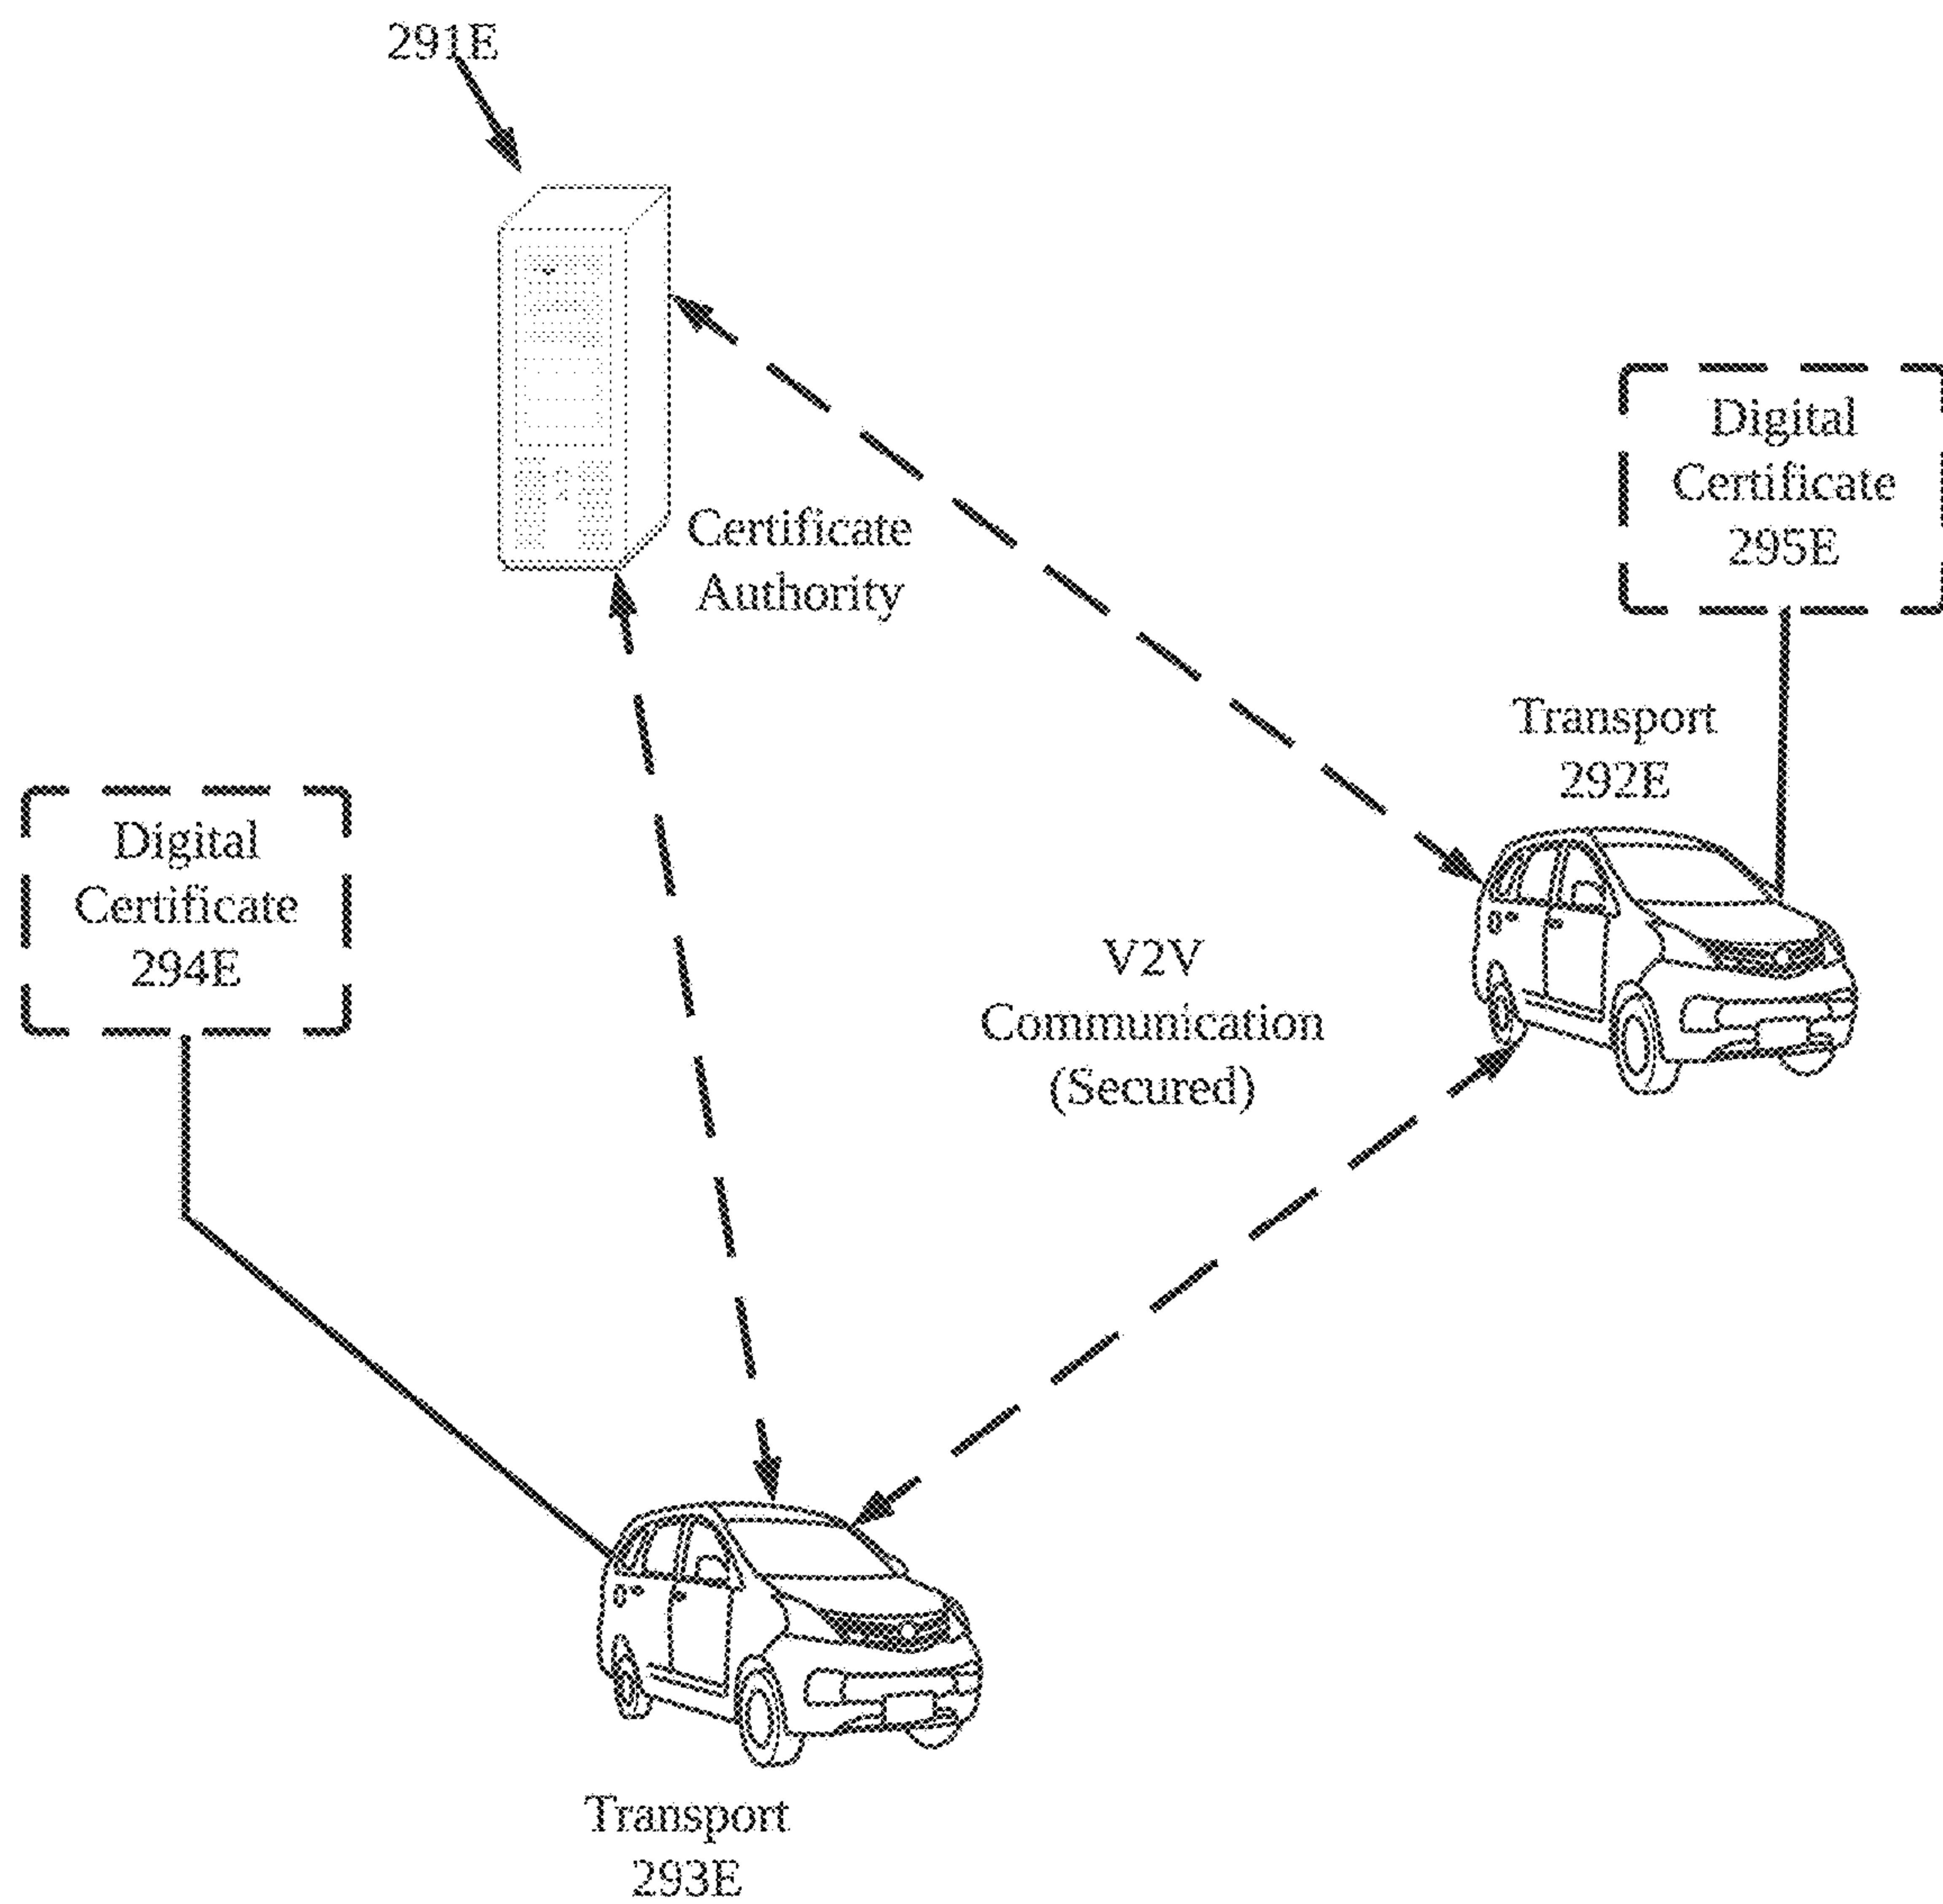 291E
Certificate
Authority
Digital
Certificate
295E
Transport
292E
Digital
Certificate
294E
V2V
Communication
(Secured)
Transport
293E